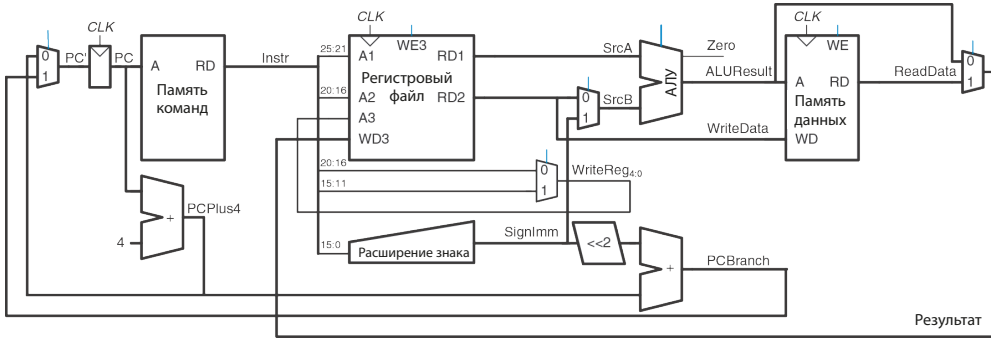 CLK
CLK
CLK
0
1
PC'
PC
A
RD
Память
команд
Instr
25:21
20:16
A1
A2
A3
WD3
WE3
RD1
RD2
Регистровый
файл
SrcA
SrcB
0
1
АЛУ
Zero
ALUResult
WriteData
WE
A
RD
Память
данных
WD
ReadData
0
1
20:16
15:11
0
1
WriteReg4:0
PCPlus4
+
4
15:0
Расширение знака
SignImm
<<2
+
PCBranch
Результат